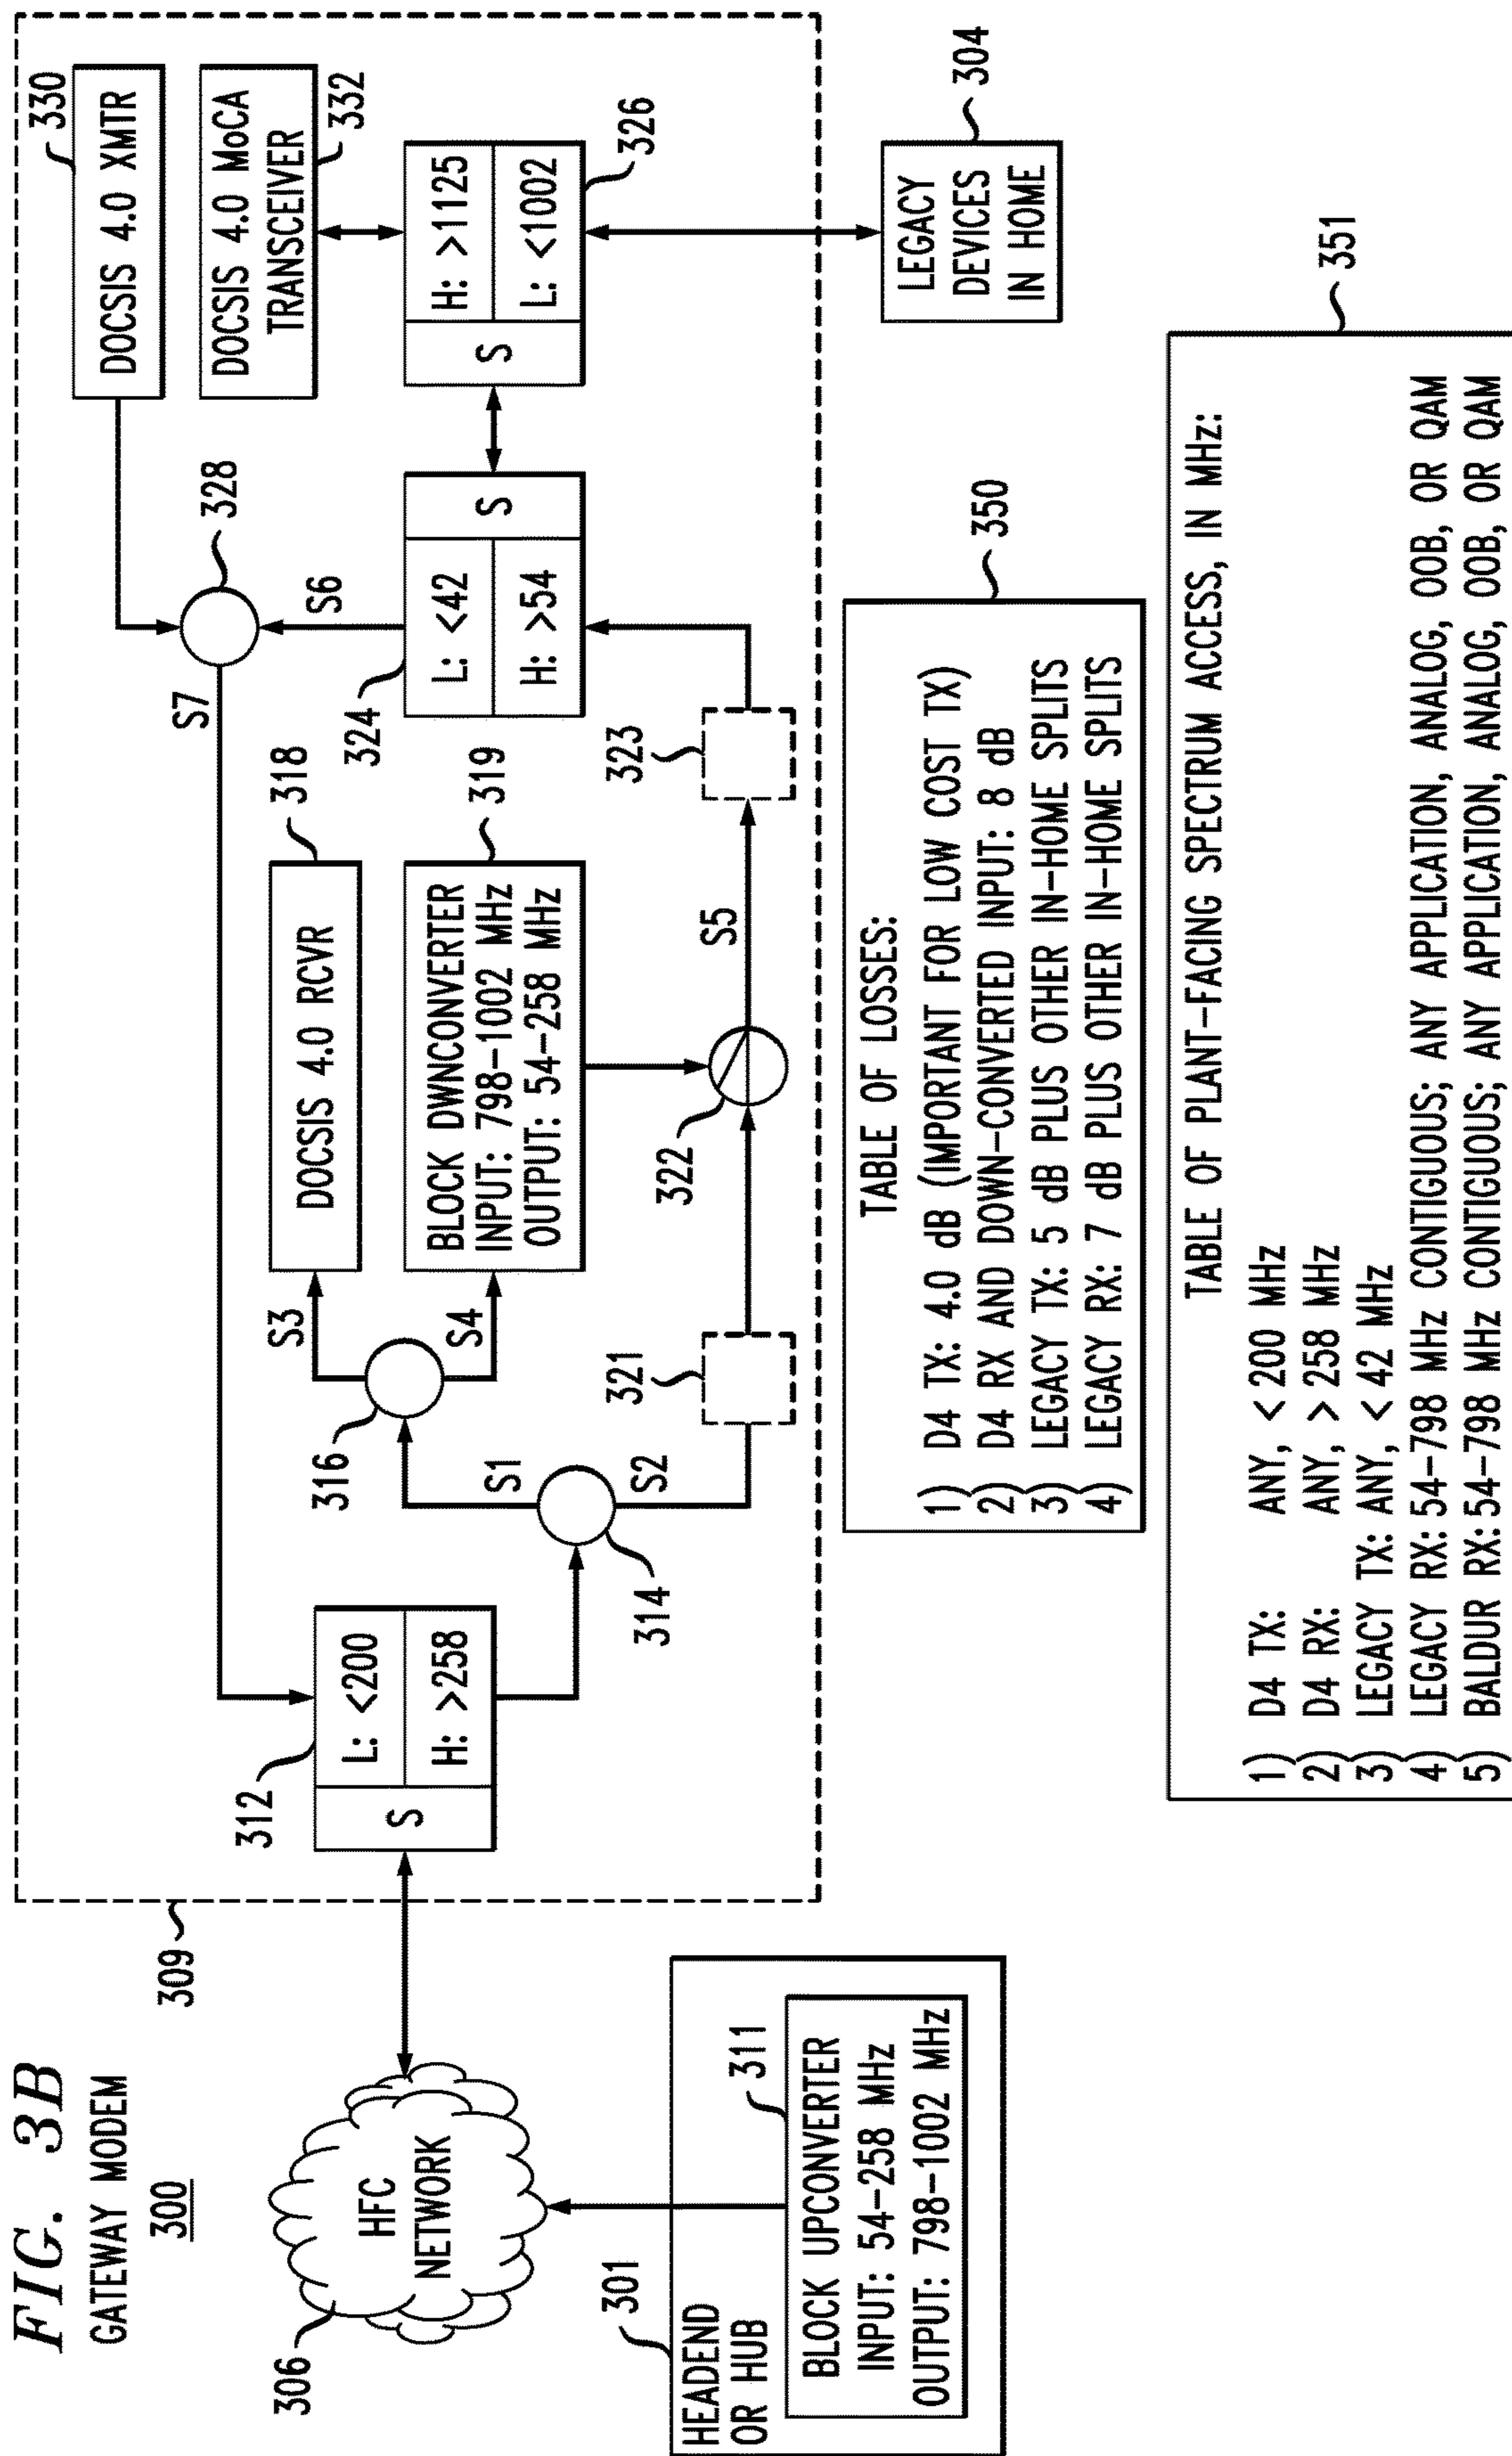 FIG. 3B
GATEWAY MODEM
300
306
HFC
NETWORK
301
HEADEND
OR HUB
311
BLOCK UPCONVERTER
INPUT: 54-258 MHz
OUTPUT: 798-1002 MHz
309
312
S
L: <200
H: >258
314
S1
S2
316
S3
S4
318
DOCSIS 4.0 RCVR
319
BLOCK DWNCONVERTER
INPUT: 798-1002 MHz
OUTPUT: 54-258 MHz
321
322
S5
323
324
L: <42
H: >54
S
S6
S7
328
330
DOCSIS 4.0 XMTR
DOCSIS 4.0 MoCA
TRANSCEIVER
332
S
H: >1125
L: <1002
326
304
LEGACY
DEVICES
IN HOME
350
TABLE OF LOSSES:
1) D4 TX: 4.0 dB (IMPORTANT FOR LOW COST TX)
2) D4 RX AND DOWN-CONVERTED INPUT: 8 dB
3) LEGACY TX: 5 dB PLUS OTHER IN-HOME SPLITS
4) LEGACY RX: 7 dB PLUS OTHER IN-HOME SPLITS
351
TABLE OF PLANT-FACING SPECTRUM ACCESS, IN MHz:
1) D4 TX: ANY, < 200 MHz
2) D4 RX: ANY, > 258 MHz
3) LEGACY TX: ANY, < 42 MHz
4) LEGACY RX: 54-798 MHz CONTIGUOUS; ANY APPLICATION, ANALOG, OOB, OR QAM
5) BALDUR RX: 54-798 MHz CONTIGUOUS; ANY APPLICATION, ANALOG, OOB, OR QAM